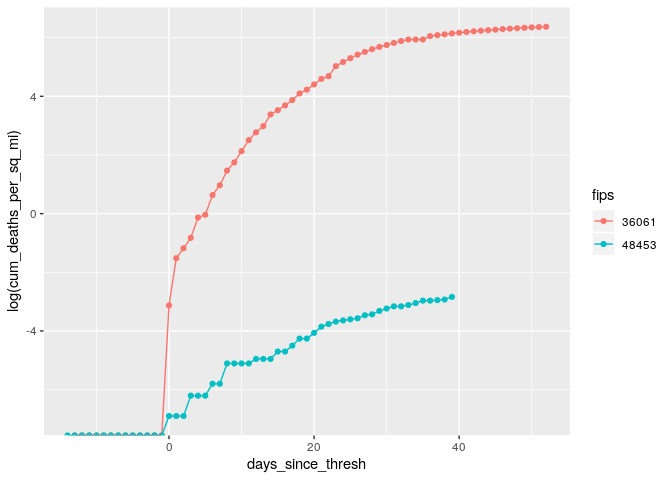 log(cum_deaths_per_sq_mi)
4
0
-4
0 20 40
days_since_thresh
fips
36061
48453